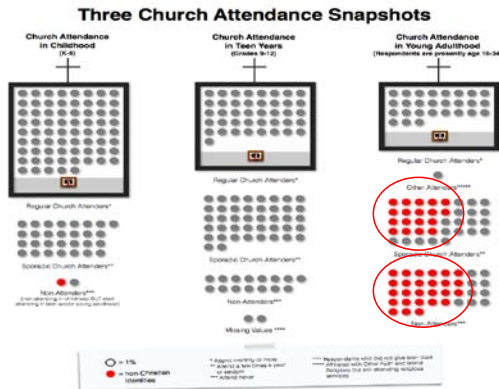 Three Church Attendance Snapshots
Church Attendance
in Childhood
(K-8)
Regular Church Attenders*
Sporadic Church Attenders**
Non-Attenders***
Church Attendance
in Teen Years
(Grades 9-12)
Regular Church Attenders*
Sporadic Church Attenders**
Non-Attenders***
Missing Values ****
Church Attendance
in Young Adulthood
(Respondents are presently age 18-34)
Regular Church Attenders*
Other Attenders*****
Sporadic Church Attenders**
Non-Attenders***
= 1%
= non-Christian
Identities
* Attend monthly or more
** Attend a few times a year
or seldom
*** Attend never